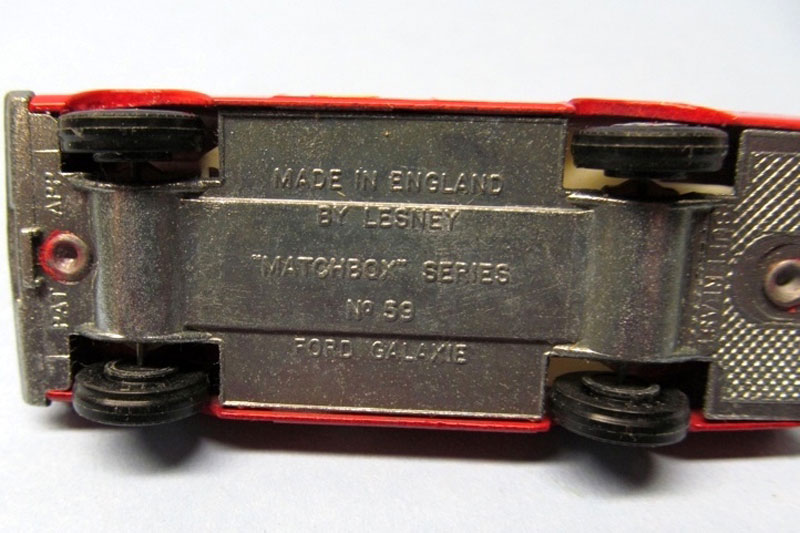 MADE IN ENGLAND
BY LESNEY
"MATCHBOX" SERIES
Nº 59
FORD GALAXIE
PAT APP